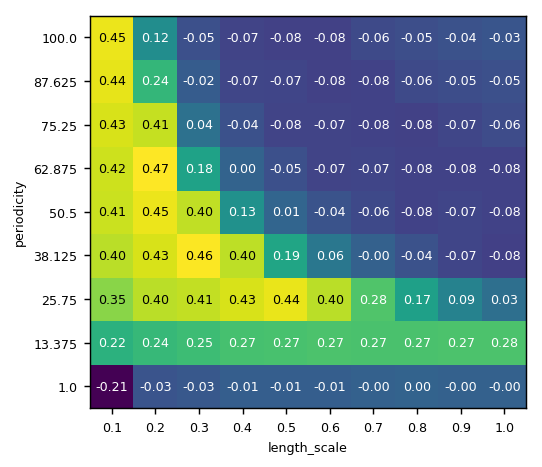 periodicity
100.0 0.45 0.12 -0.05 -0.07 -0.08 -0.08 -0.06 -0.05 -0.04 -0.03
87.625 0.44 0.24 -0.02 -0.07 -0.07 -0.08 -0.08 -0.06 -0.05 -0.05
75.25 0.43 0.41 0.04 -0.04 -0.08 -0.07 -0.08 -0.08 -0.07 -0.06
62.875 0.42 0.47 0.18 0.00 -0.05 -0.07 -0.07 -0.08 -0.08 -0.08
50.5 0.41 0.45 0.40 0.13 0.01 -0.04 -0.06 -0.08 -0.07 -0.08
38.125 0.40 0.43 0.46 0.40 0.19 0.06 -0.00 -0.04 -0.07 -0.08
25.75 0.35 0.40 0.41 0.43 0.44 0.40 0.28 0.17 0.09 0.03
13.375 0.22 0.24 0.25 0.27 0.27 0.27 0.27 0.27 0.27 0.28
1.0 -0.21 -0.03 -0.03 -0.01 -0.01 -0.01 -0.00 0.00 -0.00 -0.00
0.1 0.2 0.3 0.4 0.5 0.6 0.7 0.8 0.9 1.0
length_scale